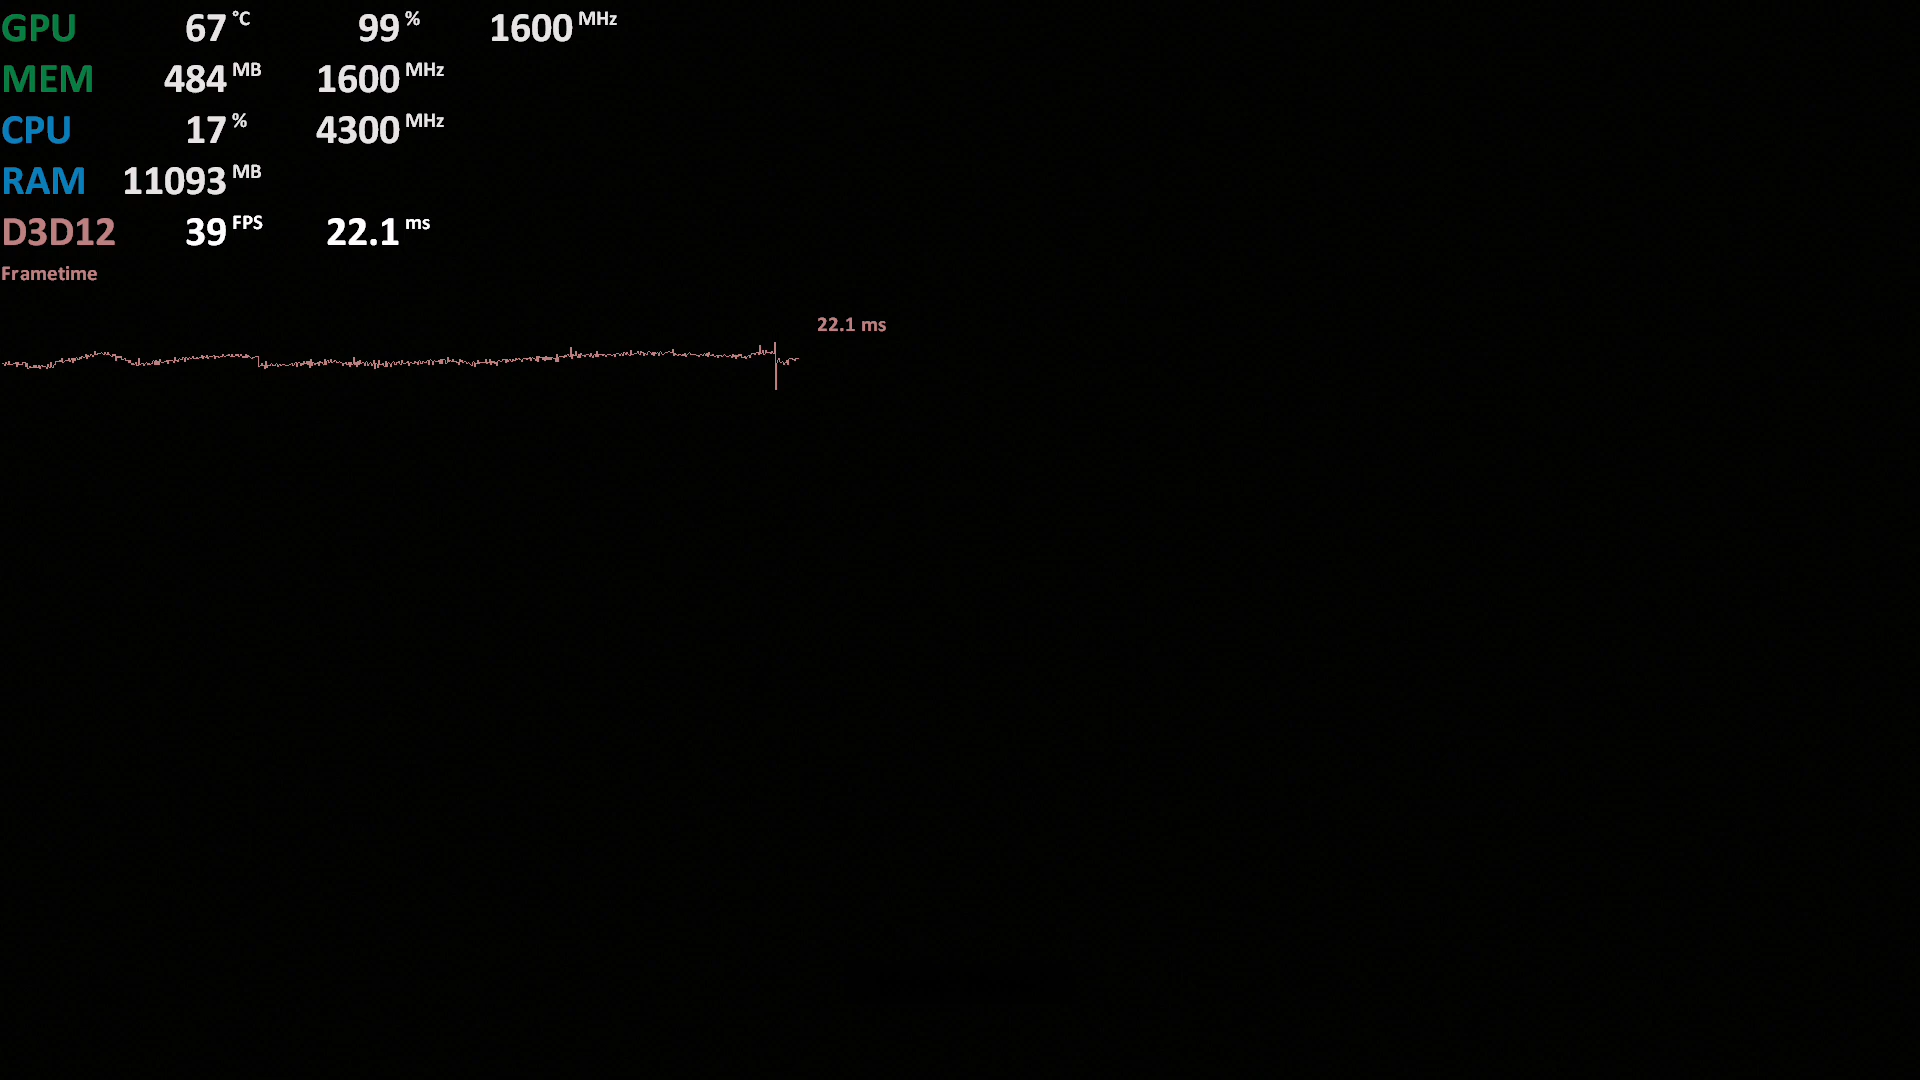 GPU 67 °C 99 % 1600 MHz
MEM 484 MB 1600 MHz
CPU 17 % 4300 MHz
RAM 11093 MB
D3D12 39 FPS 22.1 ms
Frametime
22.1 ms